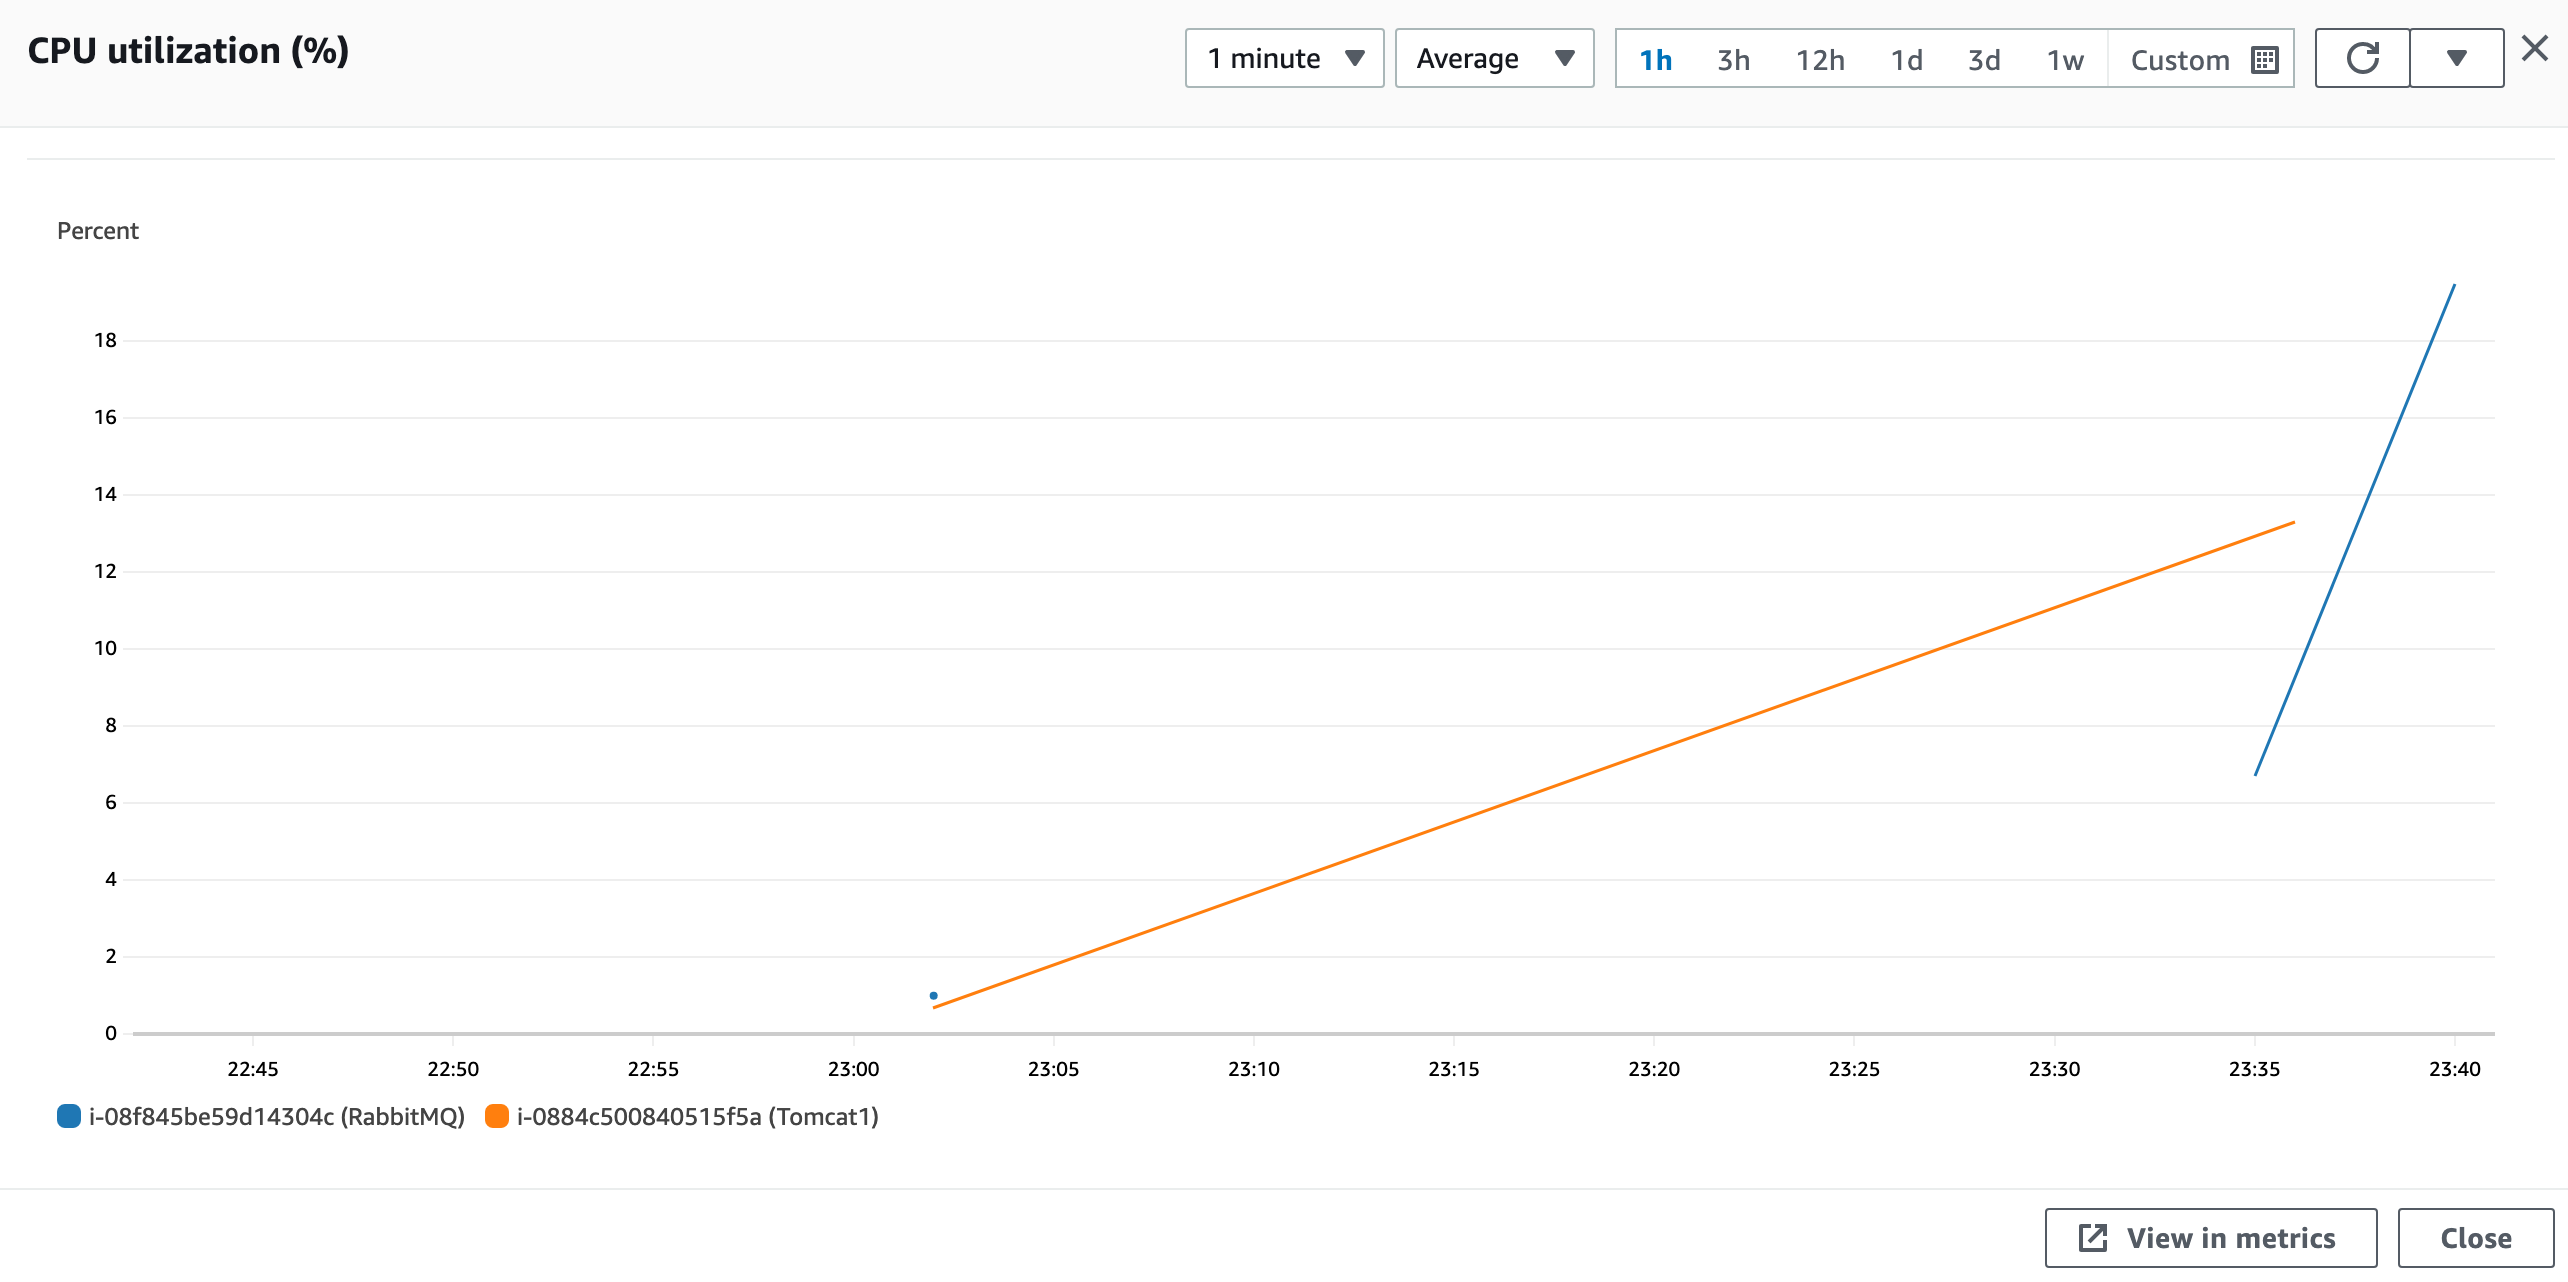 CPU utilization (%)
1 minute Average 1h 3h 12h 1d 3d 1w Custom
Percent
18
16
14
12
10
8
6
4
2
0
22:45 22:50 22:55 23:00 23:05 23:10 23:15 23:20 23:25 23:30 23:35 23:40
i-08f845be59d14304c (RabbitMQ) i-0884c500840515f5a (Tomcat1)
View in metrics Close